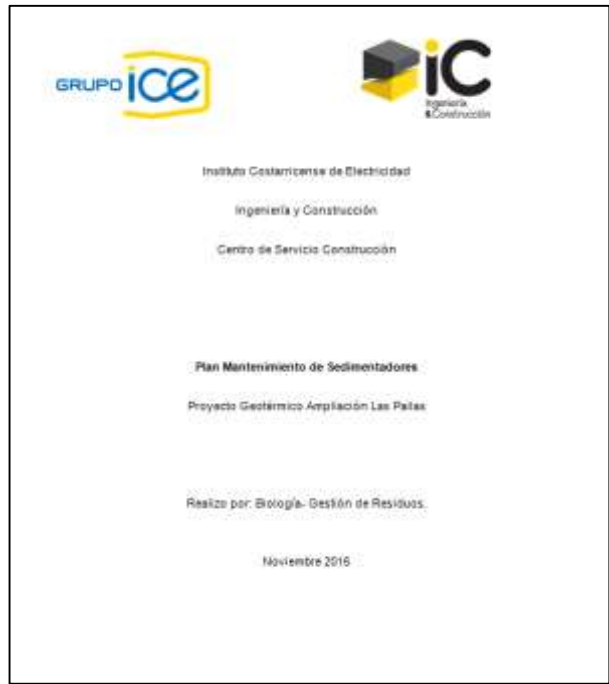 GRUPO ice
iC
Ingeniería
&Construcción
Instituto Costarricense de Electricidad
Ingeniería y Construcción
Centro de Servicio Construcción
Plan Mantenimiento de Sedimentadores
Proyecto Geotérmico Ampliación Las Pailas
Realizo por: Biología- Gestión de Residuos.
Noviembre 2016